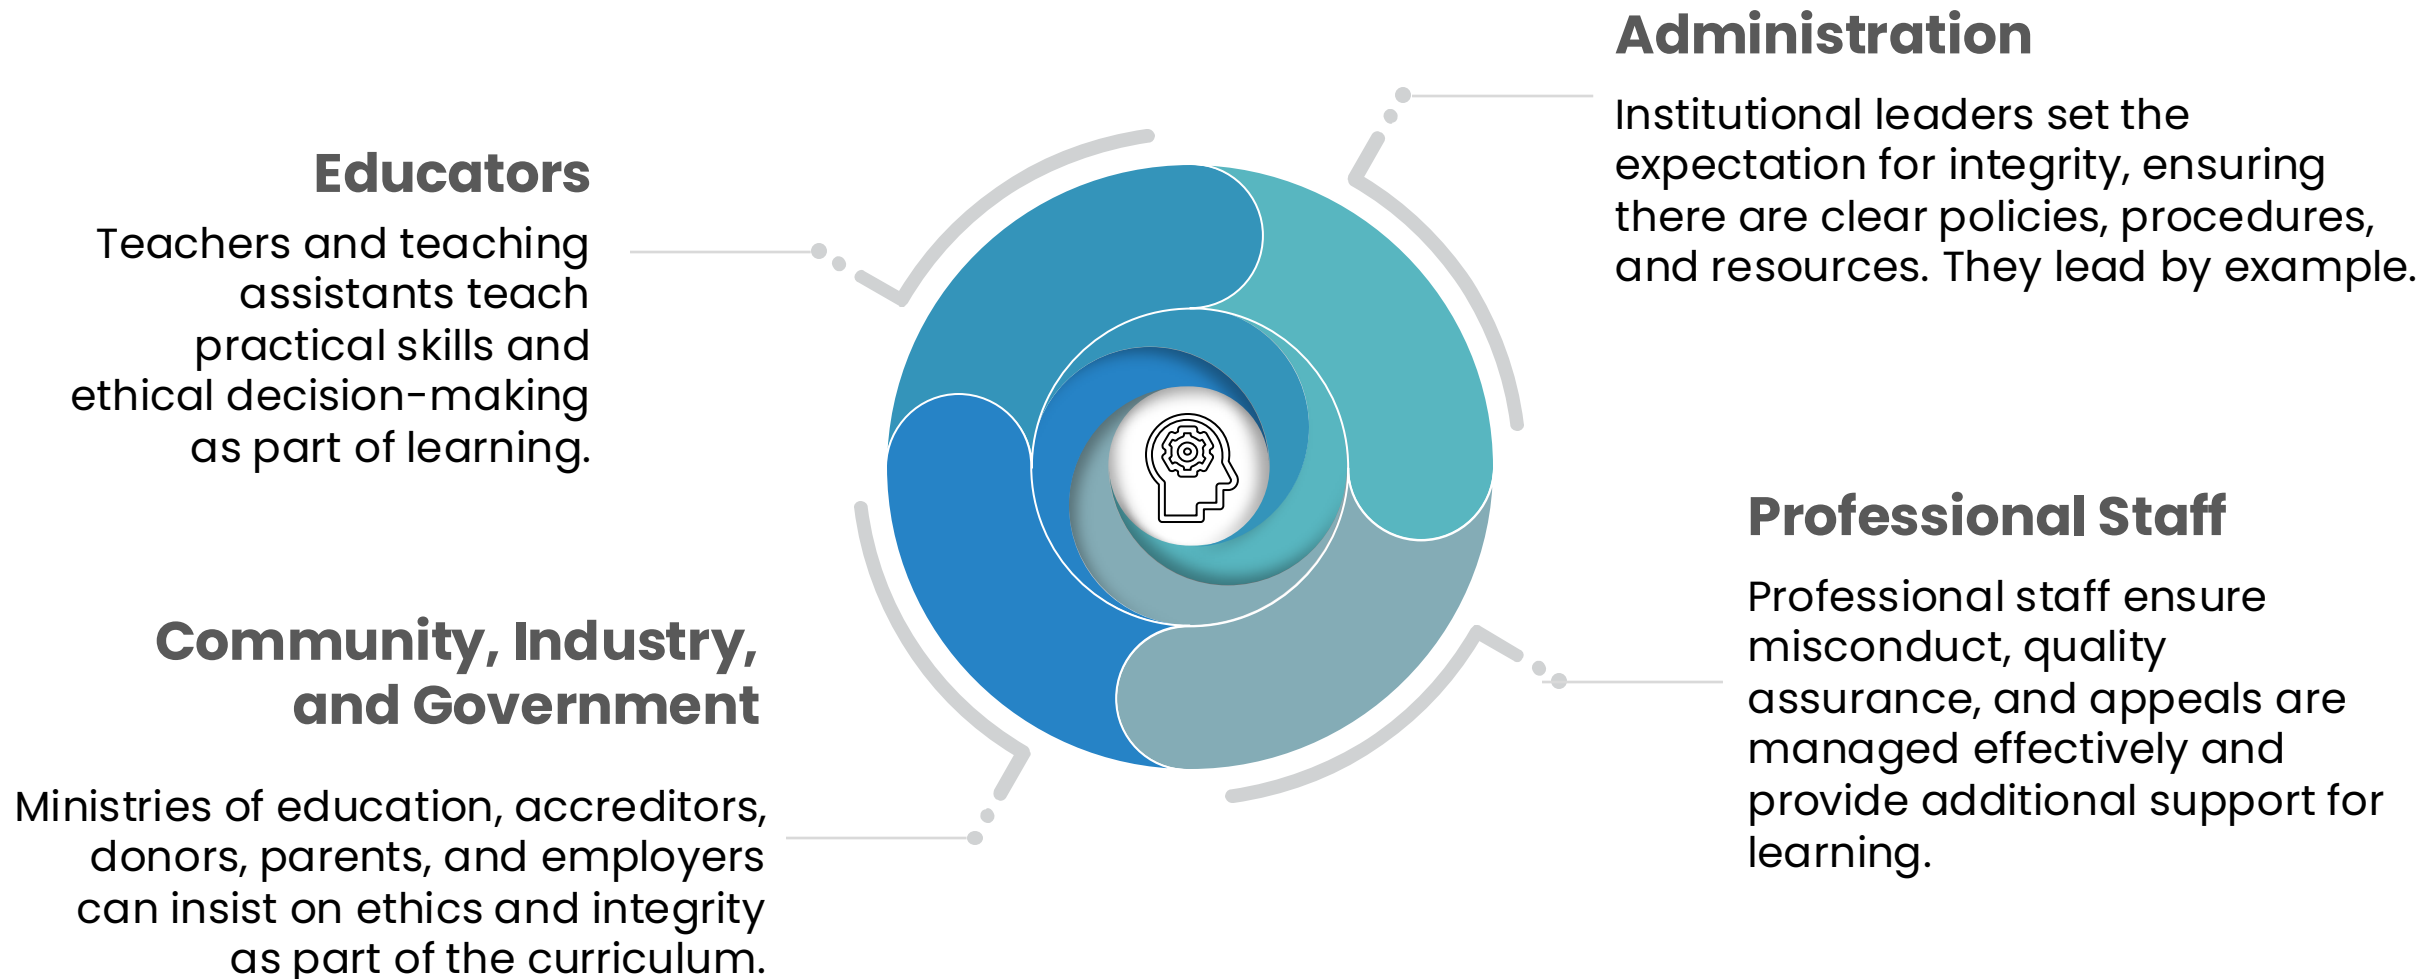 Educators
Teachers and teaching
assistants teach
practical skills and
ethical decision-making
as part of learning.
Administration
Institutional leaders set the
expectation for integrity, ensuring
there are clear policies, procedures,
and resources. They lead by example.
Community, Industry,
and Government
Ministries of education, accreditors,
donors, parents, and employers
can insist on ethics and integrity
as part of the curriculum.
Professional Staff
Professional staff ensure
misconduct, quality
assurance, and appeals are
managed effectively and
provide additional support for
learning.